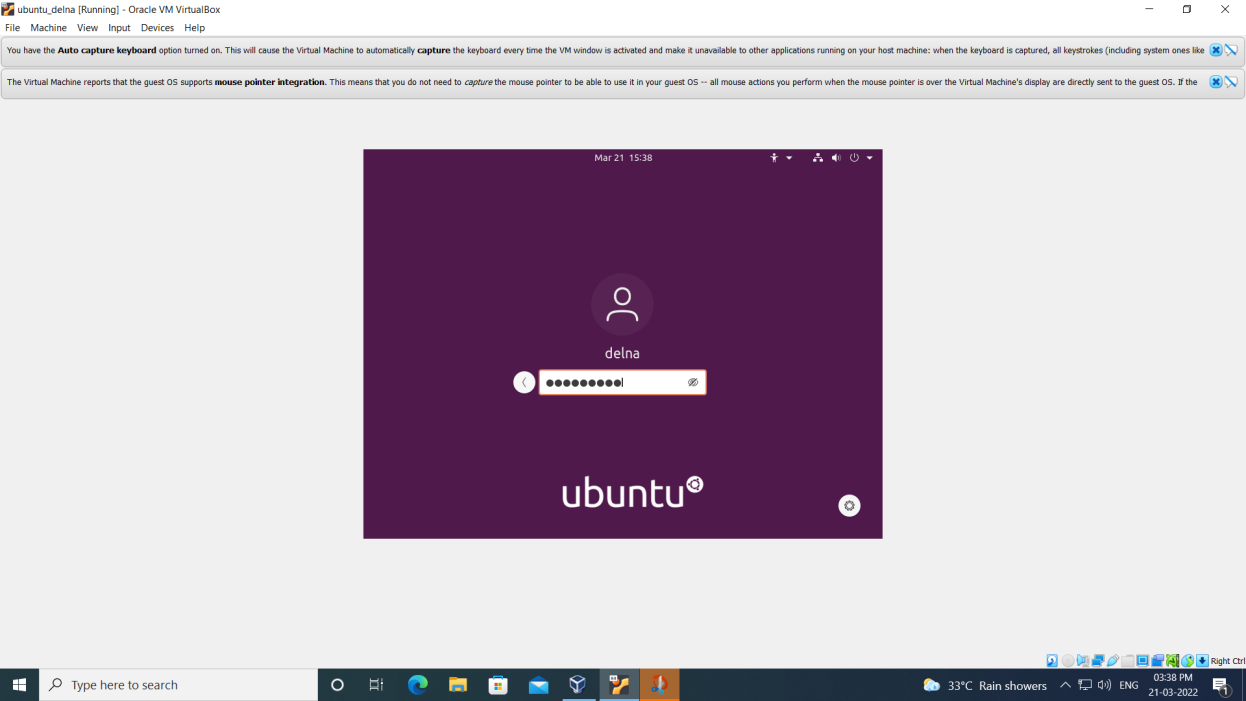 ubuntu_delna [Running] - Oracle VM VirtualBox
File Machine View Input Devices Help
You have the Auto capture keyboard option turned on. This will cause the Virtual Machine to automatically capture the keyboard every time the VM window is activated and make it unavailable to other applications running on your host machine: when the keyboard is captured, all keystrokes (including system ones like
The Virtual Machine reports that the guest OS supports mouse pointer integration. This means that you do not need to capture the mouse pointer to be able to use it in your guest OS -- all mouse actions you perform when the mouse pointer is over the Virtual Machine's display are directly sent to the guest OS. If the
Mar 21 15:38
delna
ubuntu
Right Ctrl
Type here to search
33°C Rain showers
ENG
03:38 PM
21-03-2022
1